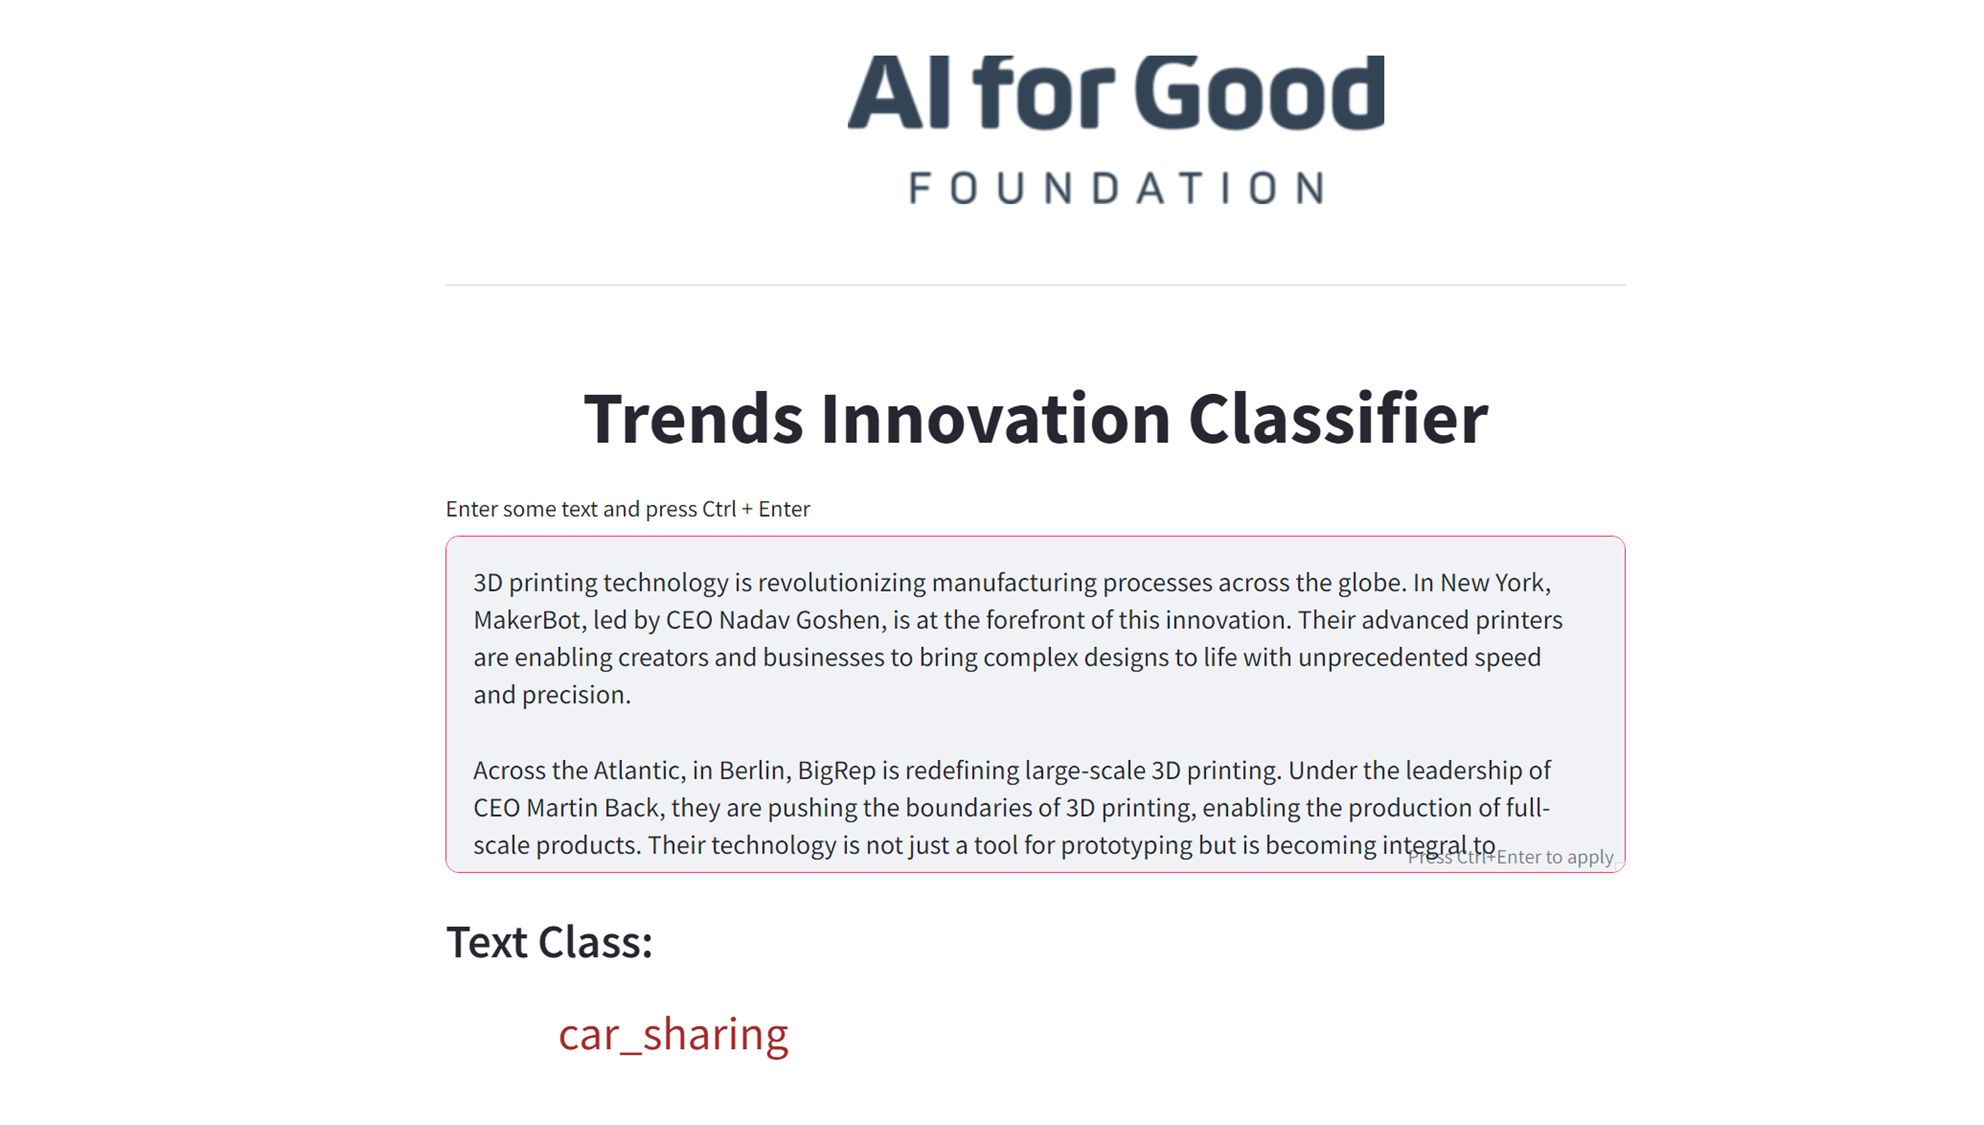 AI for Good
FOUNDATION
Trends Innovation Classifier
Enter some text and press Ctrl + Enter
3D printing technology is revolutionizing manufacturing processes across the globe. In New York,
MakerBot, led by CEO Nadav Goshen, is at the forefront of this innovation. Their advanced printers
are enabling creators and businesses to bring complex designs to life with unprecedented speed
and precision.
Across the Atlantic, in Berlin, BigRep is redefining large-scale 3D printing. Under the leadership of
CEO Martin Back, they are pushing the boundaries of 3D printing, enabling the production of full-
scale products. Their technology is not just a tool for prototyping but is becoming integral to
Press Ctrl+Enter to apply
Text Class:
car_sharing